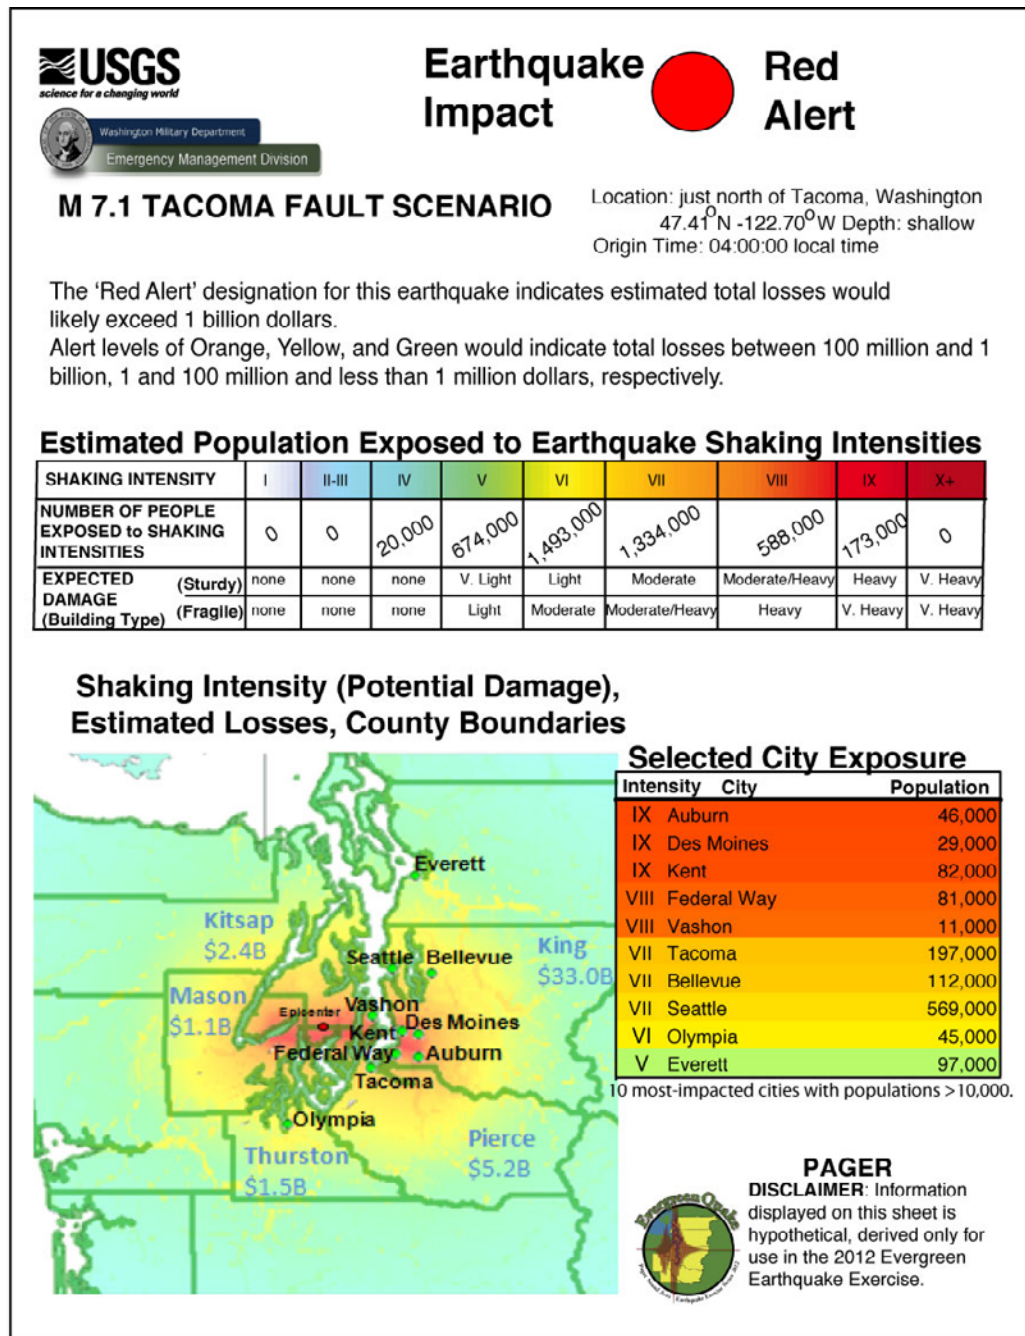 USGS
science for a changing world
Washington Military Department
Emergency Management Division
Earthquake
Impact
Red
Alert
M 7.1 TACOMA FAULT SCENARIO
Location: just north of Tacoma, Washington
47.41°N -122.70°W Depth: shallow
Origin Time: 04:00:00 local time
The ‘Red Alert’ designation for this earthquake indicates estimated total losses would
likely exceed 1 billion dollars.
Alert levels of Orange, Yellow, and Green would indicate total losses between 100 million and 1
billion, 1 and 100 million and less than 1 million dollars, respectively.
Estimated Population Exposed to Earthquake Shaking Intensities
SHAKING INTENSITY I II-III IV V VI VII VIII IX X+
NUMBER OF PEOPLE
EXPOSED to SHAKING
INTENSITIES
0 0 20,000 674,000 1,493,000 1,334,000 588,000 173,000 0
EXPECTED
DAMAGE
(Building Type)
(Sturdy) none none none V. Light Light Moderate Moderate/Heavy Heavy V. Heavy
(Fragile) none none none Light Moderate Moderate/Heavy Heavy V. Heavy V. Heavy
Shaking Intensity (Potential Damage),
Estimated Losses, County Boundaries
Everett
Kitsap
$2.4B
King
$33.0B
Seattle Bellevue
Mason
$1.1B
Epicenter
Vashon
Kent
Des Moines
Federal Way
Auburn
Tacoma
Olympia
Thurston
$1.5B
Pierce
$5.2B
Selected City Exposure
Intensity City Population
IX Auburn 46,000
IX Des Moines 29,000
IX Kent 82,000
VIII Federal Way 81,000
VIII Vashon 11,000
VII Tacoma 197,000
VII Bellevue 112,000
VII Seattle 569,000
VI Olympia 45,000
V Everett 97,000
10 most-impacted cities with populations >10,000.
PAGER
DISCLAIMER: Information
displayed on this sheet is
hypothetical, derived only for
use in the 2012 Evergreen
Earthquake Exercise.
Evergreen Quake